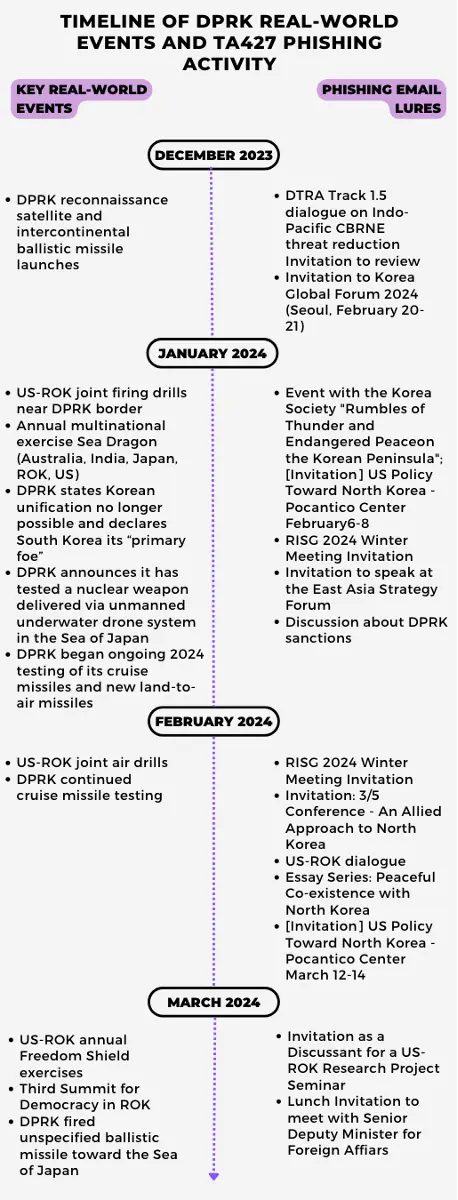 TIMELINE OF DPRK REAL-WORLD
EVENTS AND TA427 PHISHING
ACTIVITY
KEY REAL-WORLD
EVENTS
PHISHING EMAIL
LURES
DECEMBER 2023
• DPRK reconnaissance
satellite and
intercontinental
ballistic missile
launches
• DTRA Track 1.5
dialogue on Indo-
Pacific CBRNE
threat reduction
Invitation to review
• Invitation to Korea
Global Forum 2024
(Seoul, February 20-
21)
JANUARY 2024
• US-ROK joint firing drills
near DPRK border
• Annual multinational
exercise Sea Dragon
(Australia, India, Japan,
ROK, US)
• DPRK states Korean
unification no longer
possible and declares
South Korea its “primary
foe”
• DPRK announces it has
tested a nuclear weapon
delivered via unmanned
underwater drone system
in the Sea of Japan
• DPRK began ongoing 2024
testing of its cruise
missiles and new land-to-
air missiles
• Event with the Korea
Society "Rumbles of
Thunder and
Endangered Peaceon
the Korean Peninsula";
[Invitation] US Policy
Toward North Korea -
Pocantico Center
February6-8
• RISG 2024 Winter
Meeting Invitation
• Invitation to speak at
the East Asia Strategy
Forum
• Discussion about DPRK
sanctions
FEBRUARY 2024
• US-ROK joint air drills
• DPRK continued
cruise missile testing
• RISG 2024 Winter
Meeting Invitation
• Invitation: 3/5
Conference - An Allied
Approach to North
Korea
• US-ROK dialogue
• Essay Series: Peaceful
Co-existence with
North Korea
• [Invitation] US Policy
Toward North Korea -
Pocantico Center
March 12-14
MARCH 2024
• US-ROK annual
Freedom Shield
exercises
• Third Summit for
Democracy in ROK
• DPRK fired
unspecified ballistic
missile toward the Sea
of Japan
• Invitation as a
Discussant for a US-
ROK Research Project
Seminar
• Lunch Invitation to
meet with Senior
Deputy Minister for
Foreign Affiars